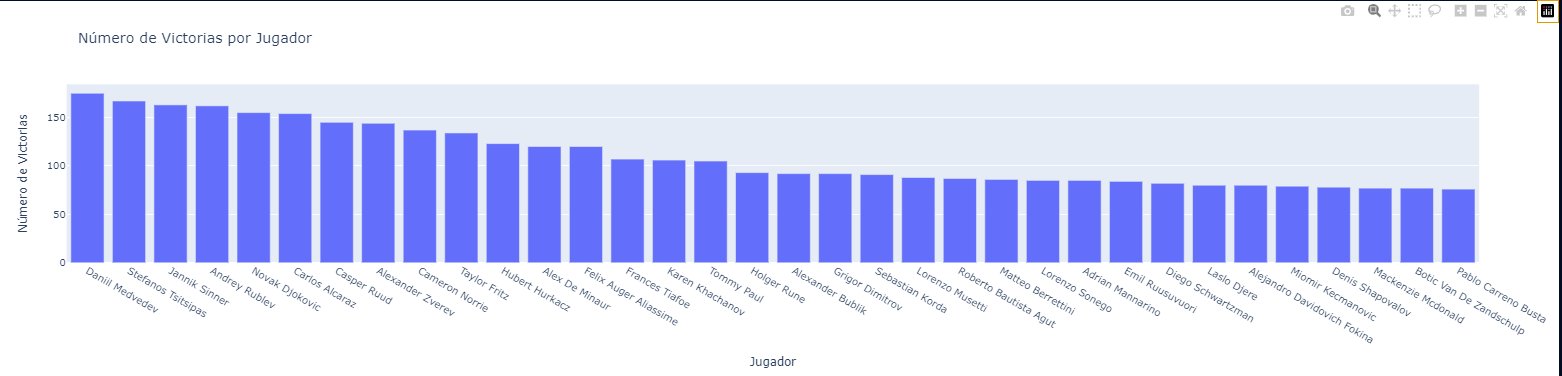 Número de Victorias por Jugador
Número de Victorias
150
100
50
0
Daniil Medvedev
Stefanos Tsitsipas
Jannik Sinner
Andrey Rublev
Novak Djokovic
Carlos Alcaraz
Casper Ruud
Alexander Zverev
Cameron Norrie
Taylor Fritz
Hubert Hurkacz
Alex De Minaur
Felix Auger Aliassime
Frances Tiafoe
Karen Khachanov
Tommy Paul
Holger Rune
Alexander Bublik
Grigor Dimitrov
Sebastian Korda
Lorenzo Musetti
Roberto Bautista Agut
Matteo Berrettini
Lorenzo Sonego
Adrian Mannarino
Emil Ruusuvuori
Diego Schwartzman
Laslo Djere
Alejandro Davidovich Fokina
Miomir Kecmanovic
Denis Shapovalov
Mackenzie Mcdonald
Botic Van De Zandschulp
Pablo Carreno Busta
Jugador